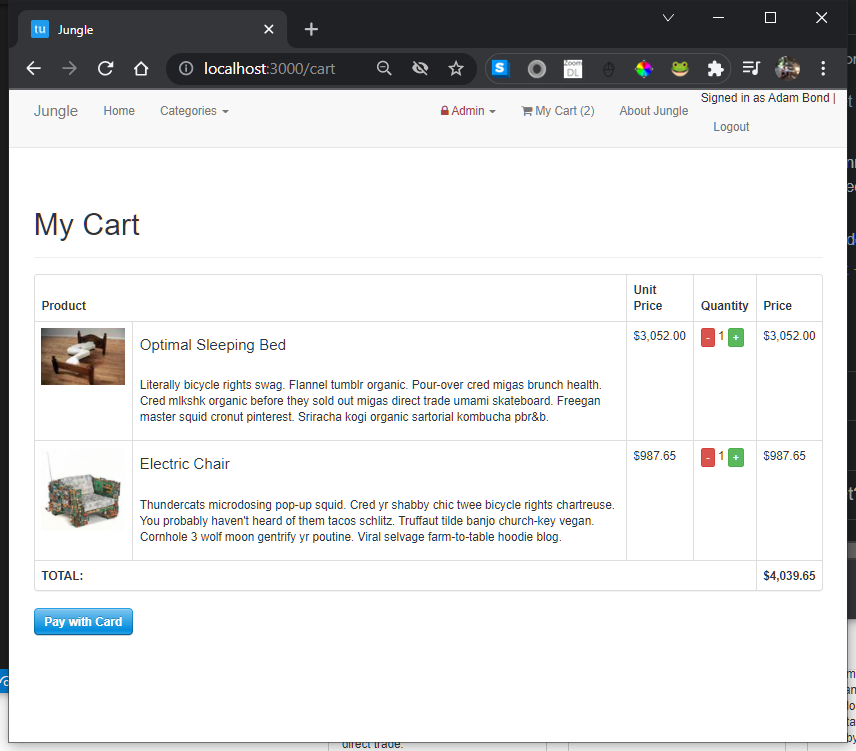 tu Jungle
localhost:3000/cart
S Zoom DL
Jungle Home Categories Admin My Cart (2) About Jungle Signed in as Adam Bond |
Logout
My Cart
Product Unit Price Quantity Price
Optimal Sleeping Bed $3,052.00 - 1 + $3,052.00
Literally bicycle rights swag. Flannel tumblr organic. Pour-over cred migas brunch health.
Cred mlkshk organic before they sold out migas direct trade umami skateboard. Freegan
master squid cronut pinterest. Sriracha kogi organic sartorial kombucha pbr&b.
Electric Chair $987.65 - 1 + $987.65
Thundercats microdosing pop-up squid. Cred yr shabby chic twee bicycle rights chartreuse.
You probably haven't heard of them tacos schlitz. Truffaut tilde banjo church-key vegan.
Cornhole 3 wolf moon gentrify yr poutine. Viral selvage farm-to-table hoodie blog.
TOTAL: $4,039.65
Pay with Card
direct trade.